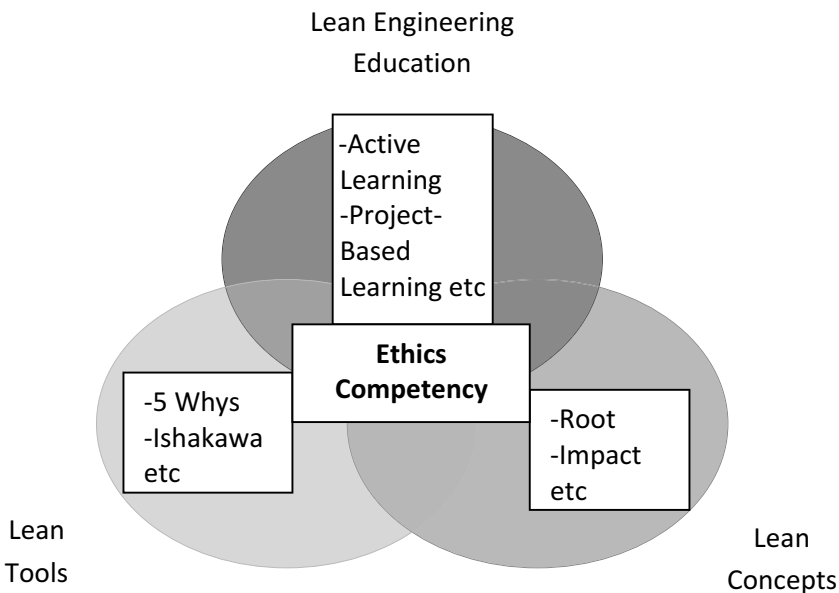 Lean Engineering
Education
-Active
Learning
-Project-
Based
Learning etc
Ethics
Competency
-5 Whys
-Ishakawa
etc
-Root
-Impact
etc
Lean
Tools
Lean
Concepts